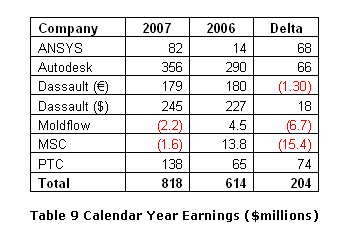 Company 2007 2006 Delta
ANSYS 82 14 68
Autodesk 356 290 66
Dassault (€) 179 180 (1.30)
Dassault ($) 245 227 18
Moldflow (2.2) 4.5 (6.7)
MSC (1.6) 13.8 (15.4)
PTC 138 65 74
Total 818 614 204
Table 9 Calendar Year Earnings ($millions)